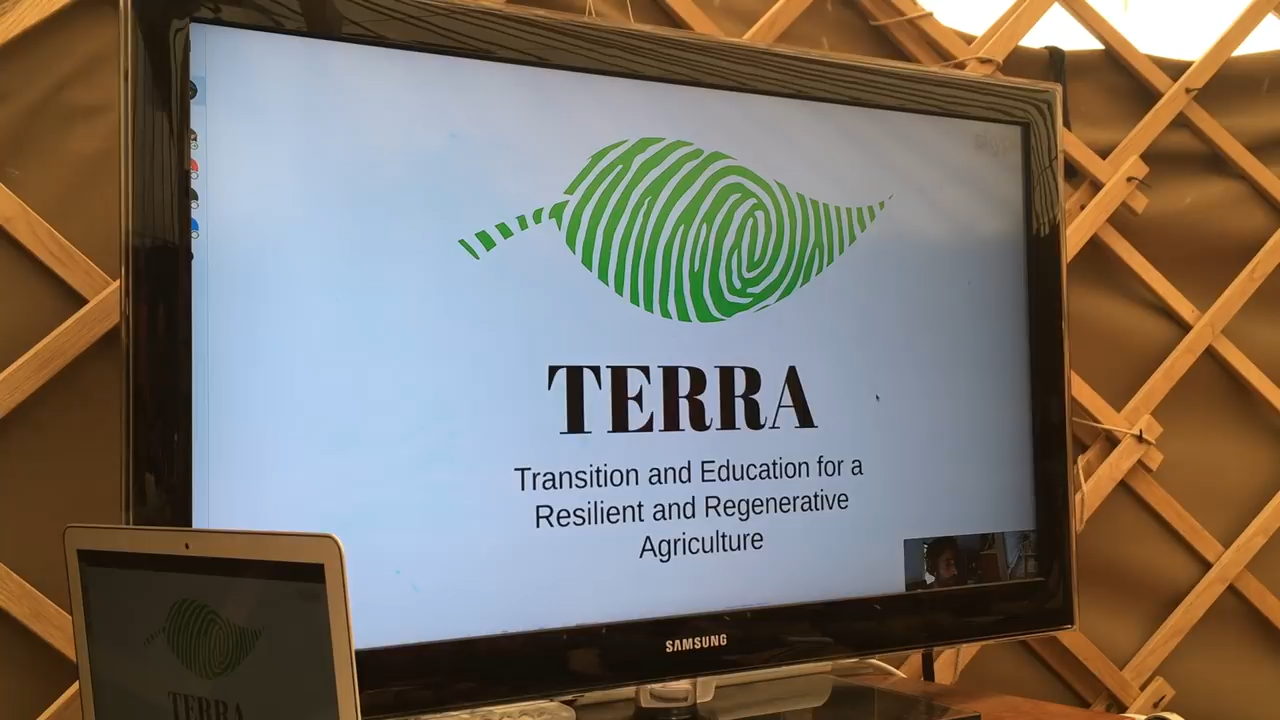 TERRA
Transition and Education for a
Resilient and Regenerative
Agriculture
SAMSUNG
TERRA